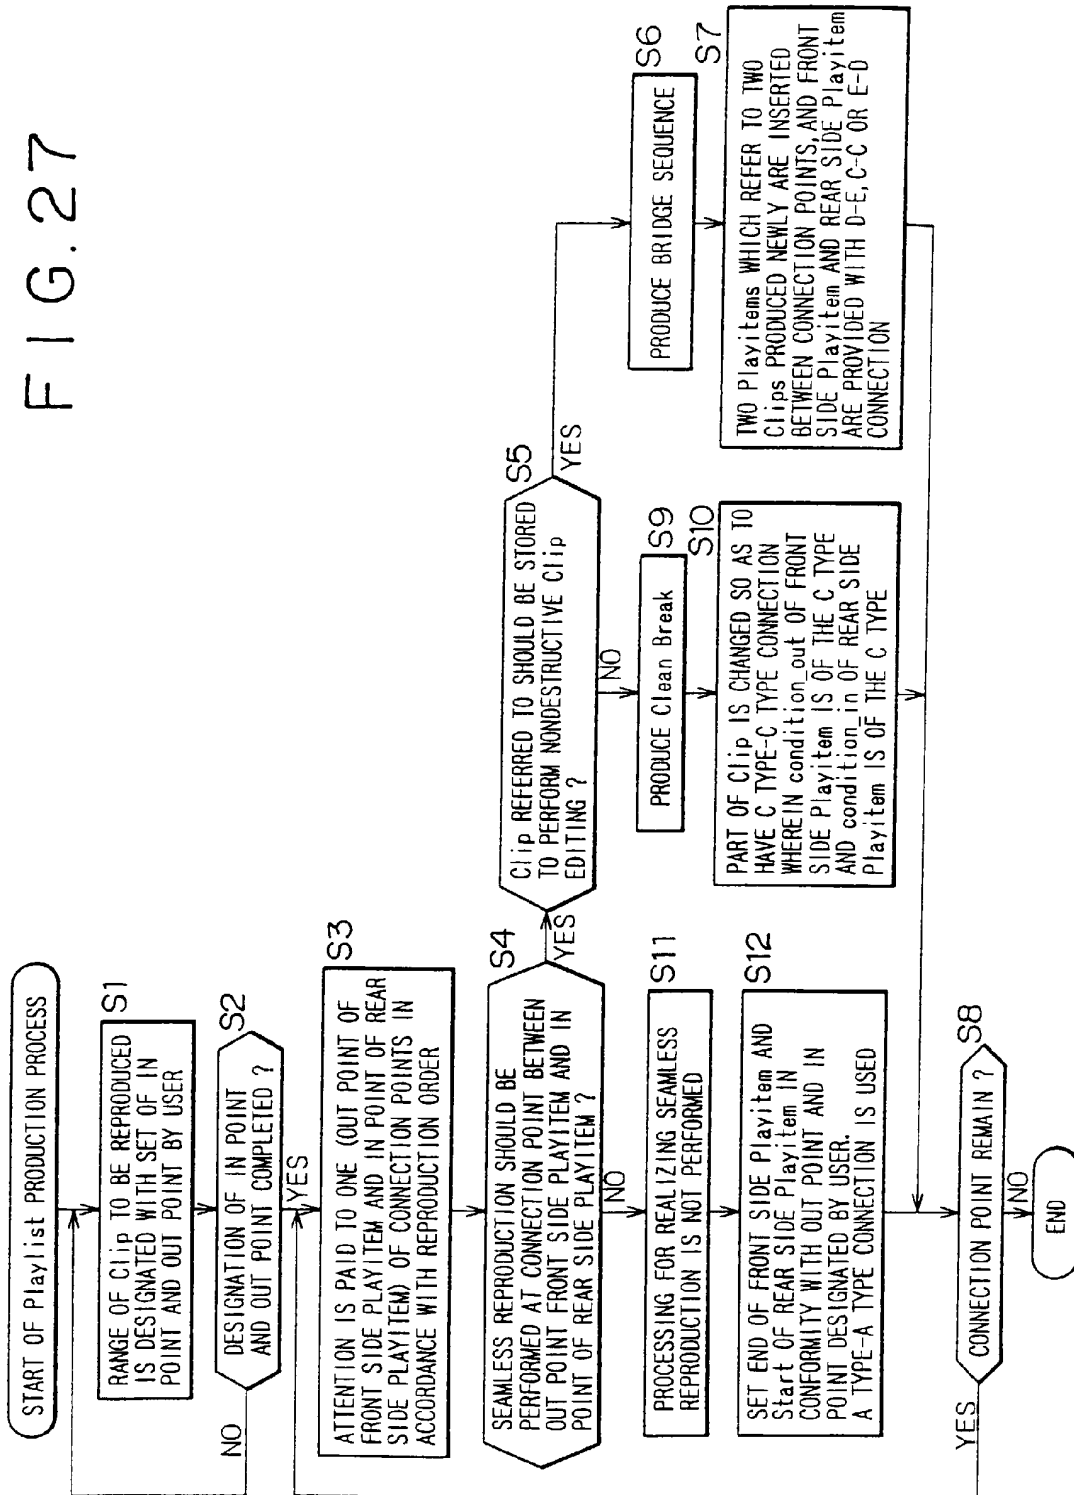 FIG.27
START OF Playlist PRODUCTION PROCESS
S1
RANGE OF Clip TO BE REPRODUCED
IS DESIGNATED WITH SET OF IN
POINT AND OUT POINT BY USER
S2
DESIGNATION OF IN POINT
AND OUT POINT COMPLETED ?
NO
YES
S3
ATTENTION IS PAID TO ONE (OUT POINT OF
FRONT SIDE PLAYITEM AND IN POINT OF REAR
SIDE PLAYITEM) OF CONNECTION POINTS IN
ACCORDANCE WITH REPRODUCTION ORDER
S4
SEAMLESS REPRODUCTION SHOULD BE
PERFORMED AT CONNECTION POINT BETWEEN
OUT POINT FRONT SIDE PLAYITEM AND IN
POINT OF REAR SIDE PLAYITEM ?
YES
NO
S5
Clip REFERRED TO SHOULD BE STORED
TO PERFORM NONDESTRUCTIVE Clip
EDITING ?
YES
NO
S6
PRODUCE BRIDGE SEQUENCE
S7
TWO Playitems WHICH REFER TO TWO
Clips PRODUCED NEWLY ARE INSERTED
BETWEEN CONNECTION POINTS, AND FRONT
SIDE Playitem AND REAR SIDE Playitem
ARE PROVIDED WITH D-E, C-C OR E-D
CONNECTION
S9
PRODUCE Clean Break
S10
PART OF Clip IS CHANGED SO AS TO
HAVE C TYPE-C TYPE CONNECTION
WHEREIN condition_out OF FRONT
SIDE Playitem IS OF THE C TYPE
AND condition_in OF REAR SIDE
Playitem IS OF THE C TYPE
S11
PROCESSING FOR REALIZING SEAMLESS
REPRODUCTION IS NOT PERFORMED
S12
SET END OF FRONT SIDE Playitem AND
Start OF REAR SIDE Playitem IN
CONFORMITY WITH OUT POINT AND IN
POINT DESIGNATED BY USER.
A TYPE-A TYPE CONNECTION IS USED
S8
CONNECTION POINT REMAIN ?
YES
NO
END